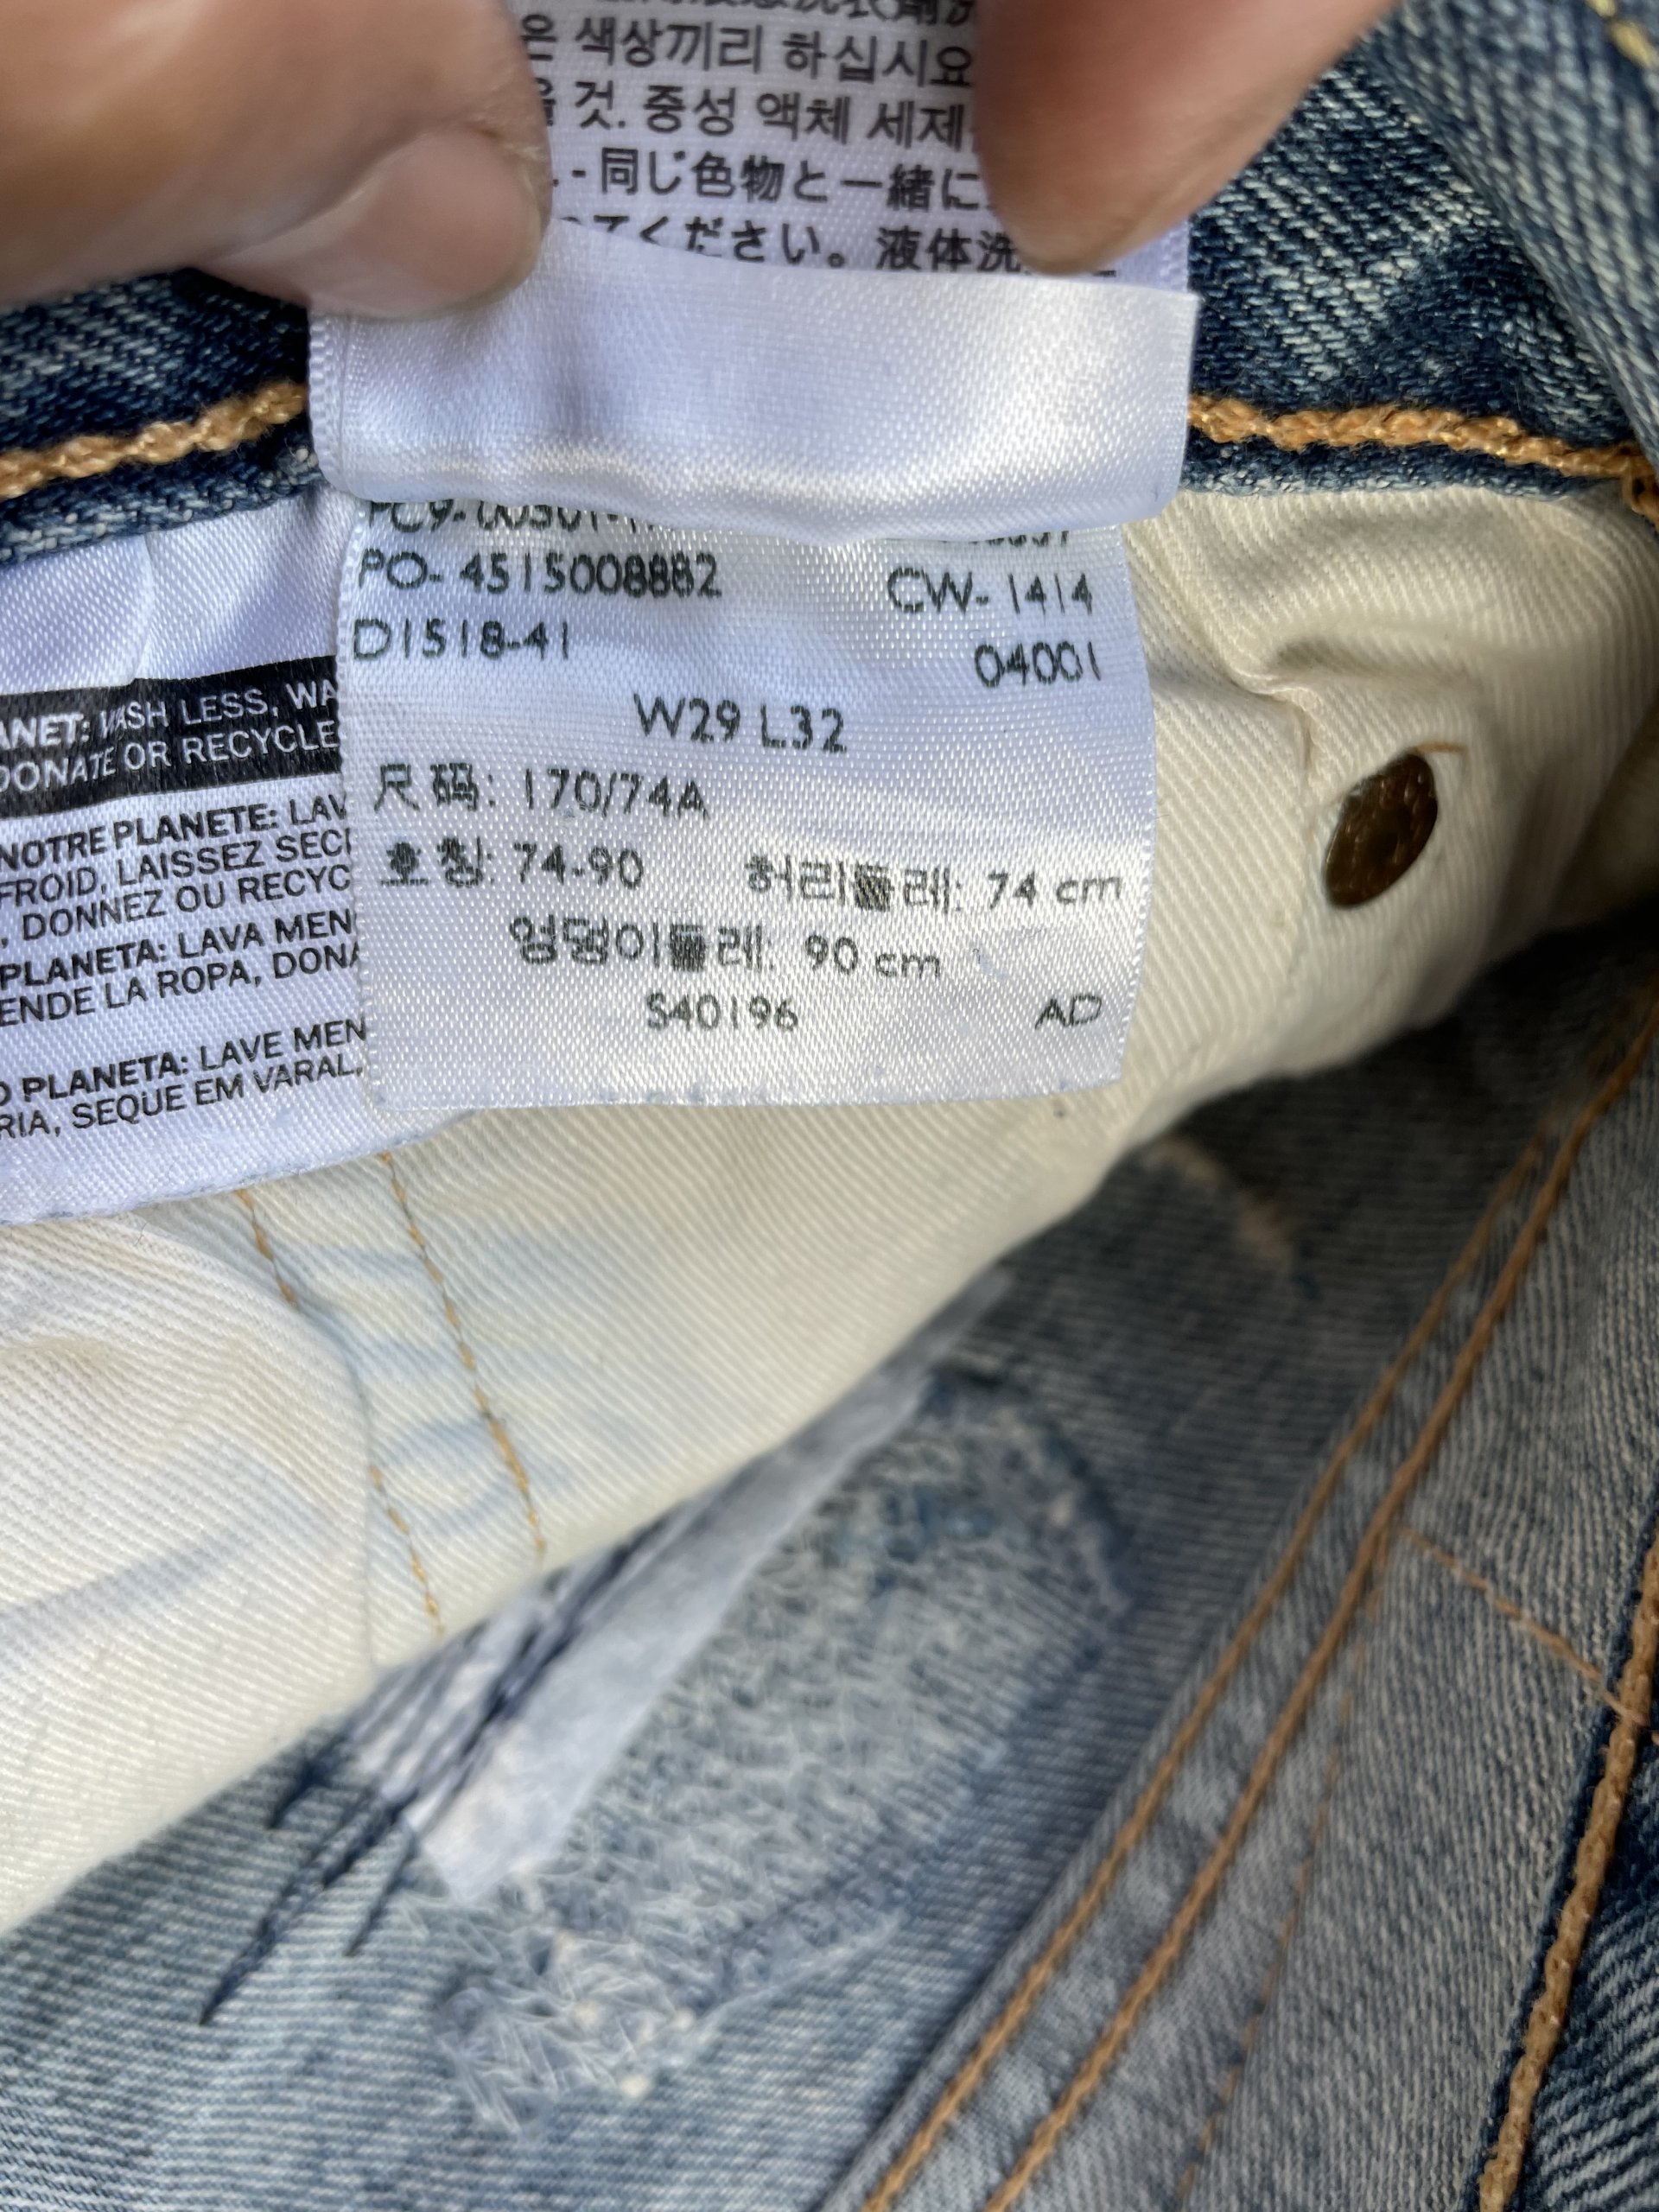 은 색상끼리 하십시요
것. 중성 액체 세제
- 同じ色物と一緒に
てください。液体洗
PO- 4515008882 CW- 1414
D1518-41 04001
W29 L32
尺码: 170/74A
호칭: 74-90 허리둘레: 74 cm
엉덩이둘레: 90 cm
S40196 AD
ANET: WASH LESS, WA
DONATE OR RECYCLE
NOTRE PLANETE: LAV
FROID, LAISSEZ SECH
, DONNEZ OU RECYC
PLANETA: LAVA MEN
ENDE LA ROPA, DONA
O PLANETA: LAVE MEN
RIA, SEQUE EM VARAL,